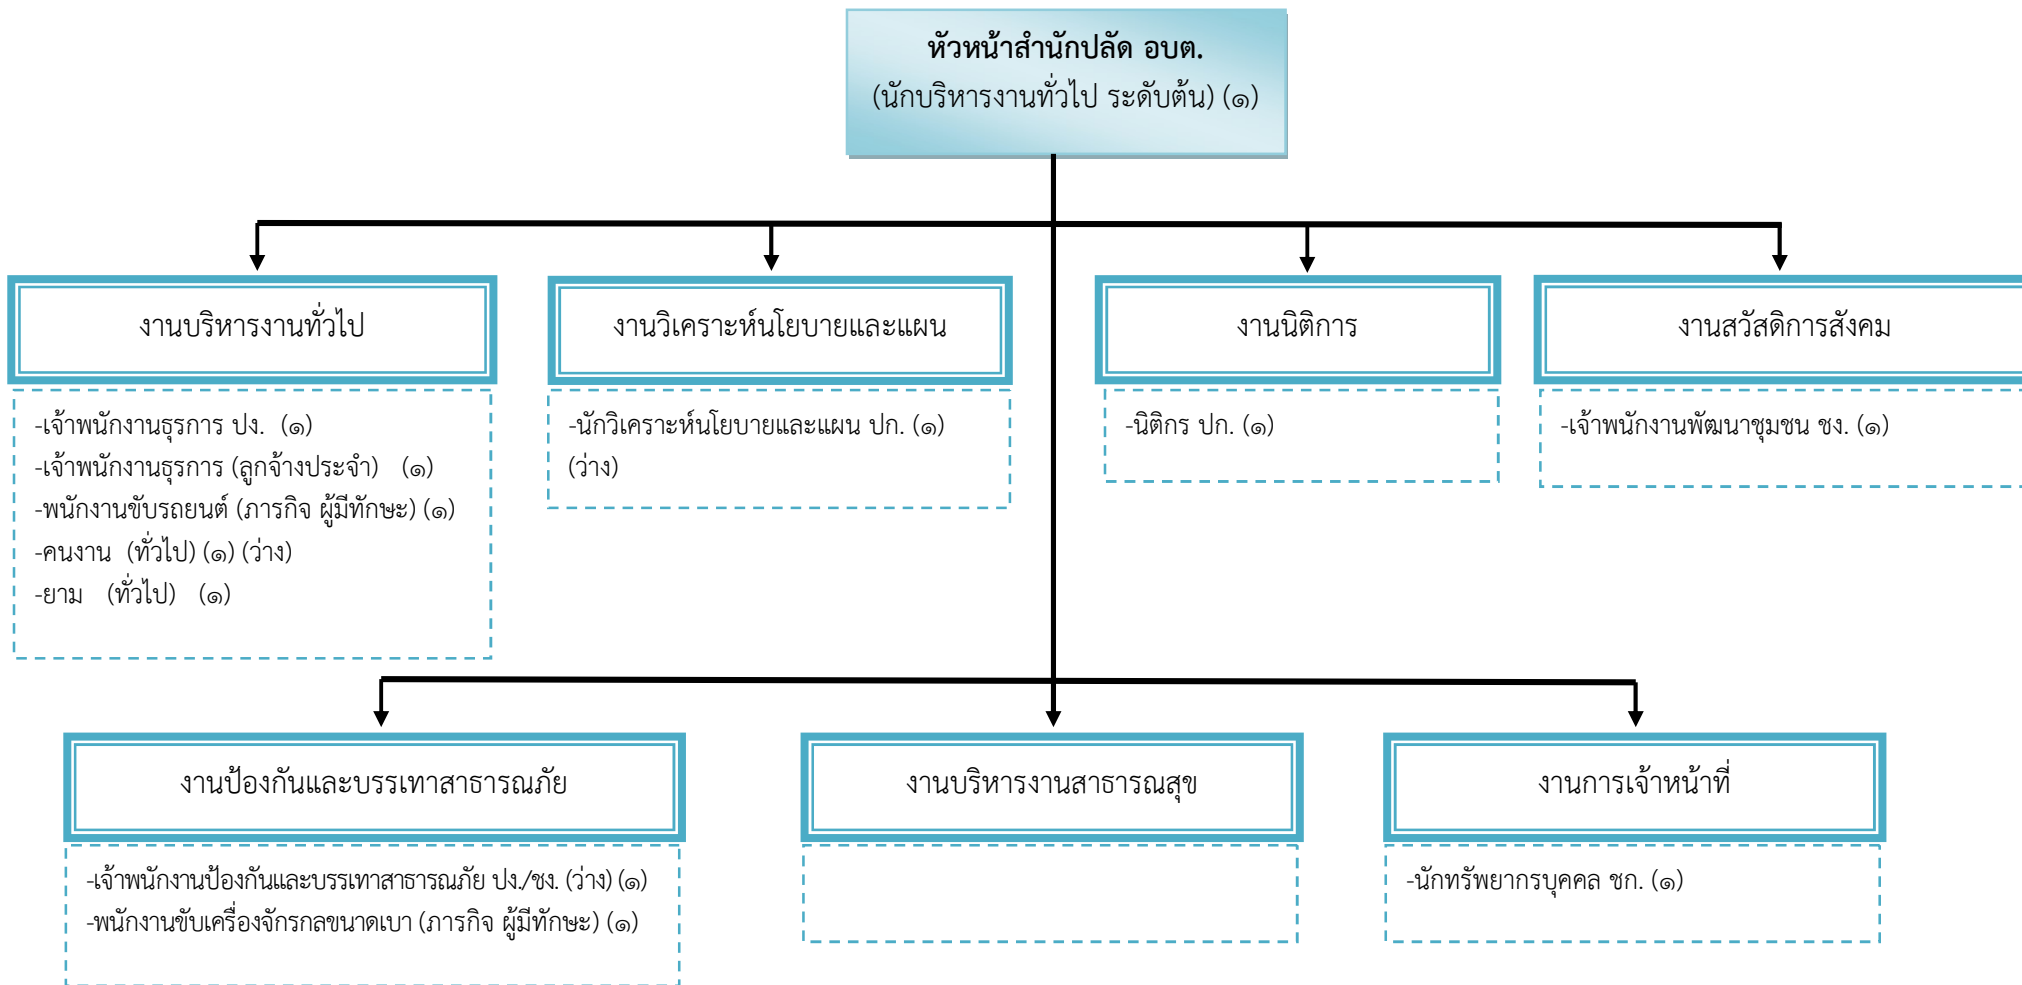 หัวหน้าสำนักปลัด อบต.
(นักบริหารงานทั่วไป ระดับต้น) (๑)
งานบริหารงานทั่วไป
งานวิเคราะห์นโยบายและแผน
งานนิติการ
งานสวัสดิการสังคม
-เจ้าพนักงานธุรการ ปง. (๑)
-เจ้าพนักงานธุรการ (ลูกจ้างประจำ) (๑)
-พนักงานขับรถยนต์ (ภารกิจ ผู้มีทักษะ) (๑)
-คนงาน (ทั่วไป) (๑) (ว่าง)
-ยาม (ทั่วไป) (๑)
-นักวิเคราะห์นโยบายและแผน ปก. (๑)
(ว่าง)
-นิติกร ปก. (๑)
-เจ้าพนักงานพัฒนาชุมชน ชง. (๑)
งานป้องกันและบรรเทาสาธารณภัย
งานบริหารงานสาธารณสุข
งานการเจ้าหน้าที่
-เจ้าพนักงานป้องกันและบรรเทาสาธารณภัย ปง./ชง. (ว่าง) (๑)
-พนักงานขับเครื่องจักรกลขนาดเบา (ภารกิจ ผู้มีทักษะ) (๑)
-นักทรัพยากรบุคคล ชก. (๑)